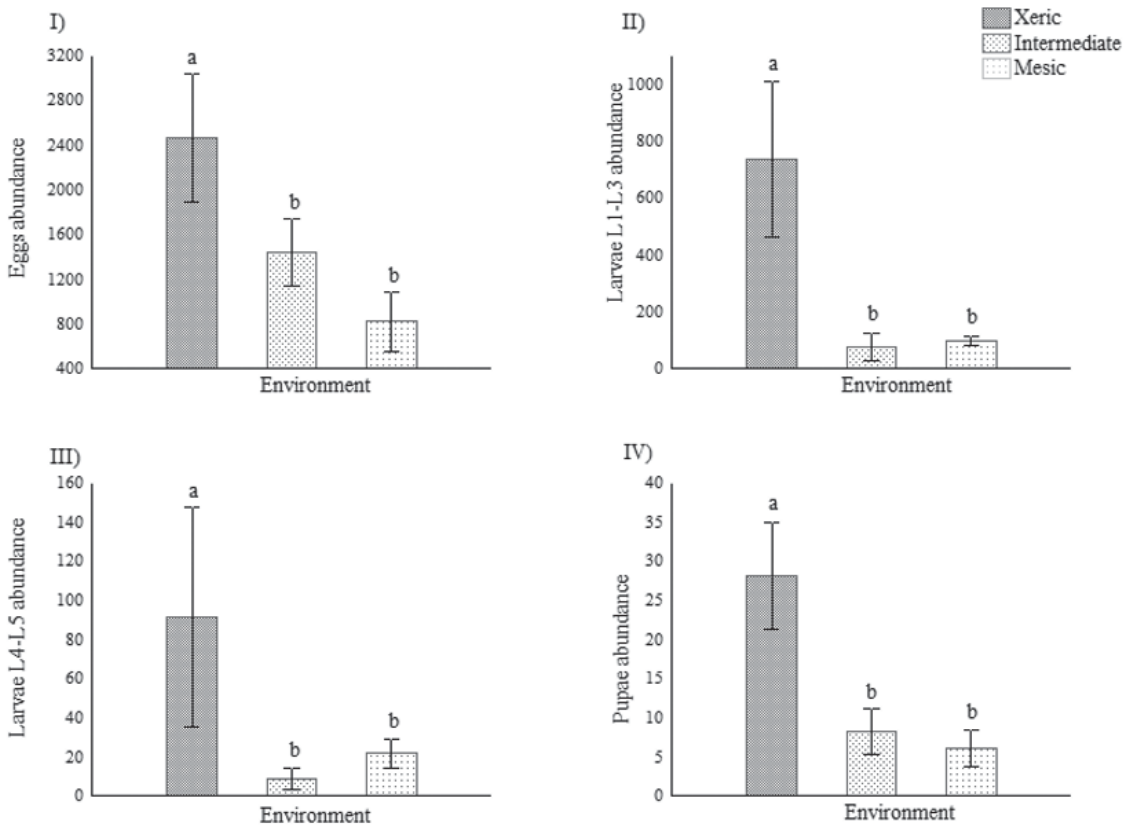 I)
3200
2800
2400
2000
1600
1200
800
400
Eggs abundance
a
b
b
Environment
II)
1000
800
600
400
200
0
Larvae L1-L3 abundance
a
b
b
Environment
Xeric
Intermediate
Mesic
III)
160
140
120
100
80
60
40
20
0
Larvae L4-L5 abundance
a
b
b
Environment
IV)
40
35
30
25
20
15
10
5
0
Pupae abundance
a
b
b
Environment